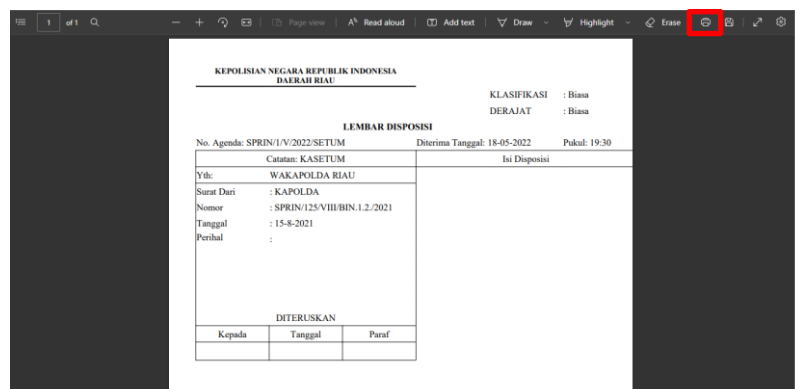 1 of 1 Page view A Read aloud Add text Draw Highlight Erase
KEPOLISIAN NEGARA REPUBLIK INDONESIA
DAERAH RIAU
KLASIFIKASI : Biasa
DERAJAT : Biasa
LEMBAR DISPOSISI
No. Agenda: SPRIN/1/V/2022/SETUM Diterima Tanggal: 18-05-2022 Pukul: 19:30
Catatan: KASETUM Isi Disposisi
Yth: WAKAPOLDA RIAU
Surat Dari : KAPOLDA
Nomor : SPRIN/125/VIII/BIN.1.2./2021
Tanggal : 15-8-2021
Perihal :
DITERUSKAN
Kepada Tanggal Paraf